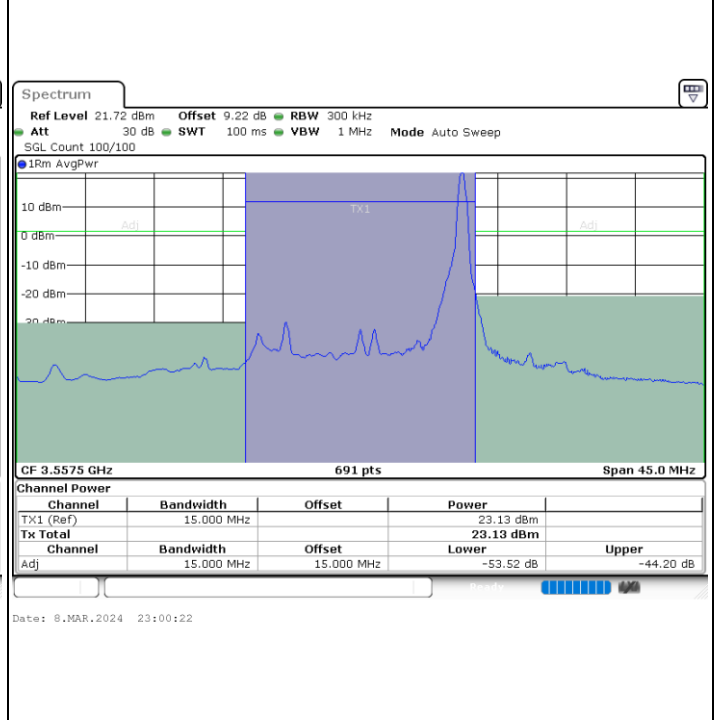 Spectrum
Ref Level 21.72 dBm Offset 9.22 dB RBW 300 kHz
Att 30 dB SWT 100 ms VBW 1 MHz Mode Auto Sweep
SGL Count 100/100
1Rm AvgPwr
10 dBm
TX1
Adj
Adj
0 dBm
-10 dBm
-20 dBm
-30 dBm
CF 3.5575 GHz 691 pts Span 45.0 MHz
Channel Power
Channel Bandwidth Offset Power
TX1 (Ref) 15.000 MHz 23.13 dBm
Tx Total 23.13 dBm
Channel Bandwidth Offset Lower Upper
Adj 15.000 MHz 15.000 MHz -53.52 dB -44.20 dB
Ready
Date: 8.MAR.2024 23:00:22